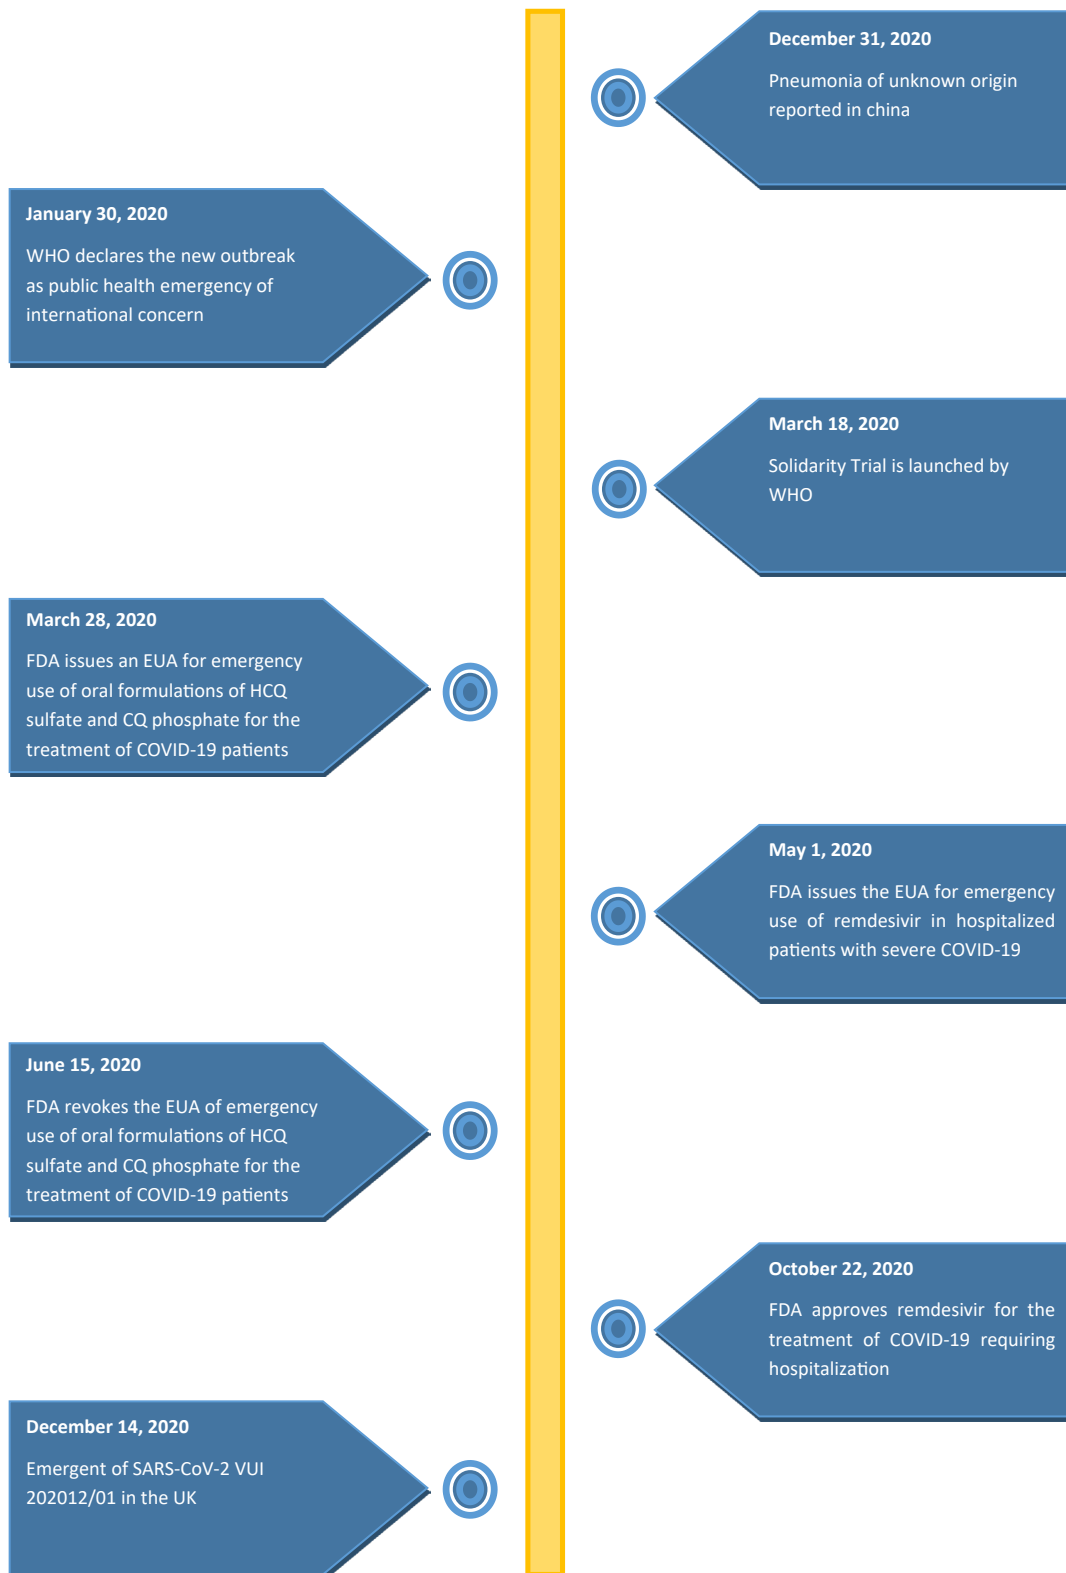 December 31, 2020
Pneumonia of unknown origin
reported in china
January 30, 2020
WHO declares the new outbreak
as public health emergency of
international concern
March 18, 2020
Solidarity Trial is launched by
WHO
March 28, 2020
FDA issues an EUA for emergency
use of oral formulations of HCQ
sulfate and CQ phosphate for the
treatment of COVID-19 patients
May 1, 2020
FDA issues the EUA for emergency
use of remdesivir in hospitalized
patients with severe COVID-19
June 15, 2020
FDA revokes the EUA of emergency
use of oral formulations of HCQ
sulfate and CQ phosphate for the
treatment of COVID-19 patients
October 22, 2020
FDA approves remdesivir for the
treatment of COVID-19 requiring
hospitalization
December 14, 2020
Emergent of SARS-CoV-2 VUI
202012/01 in the UK